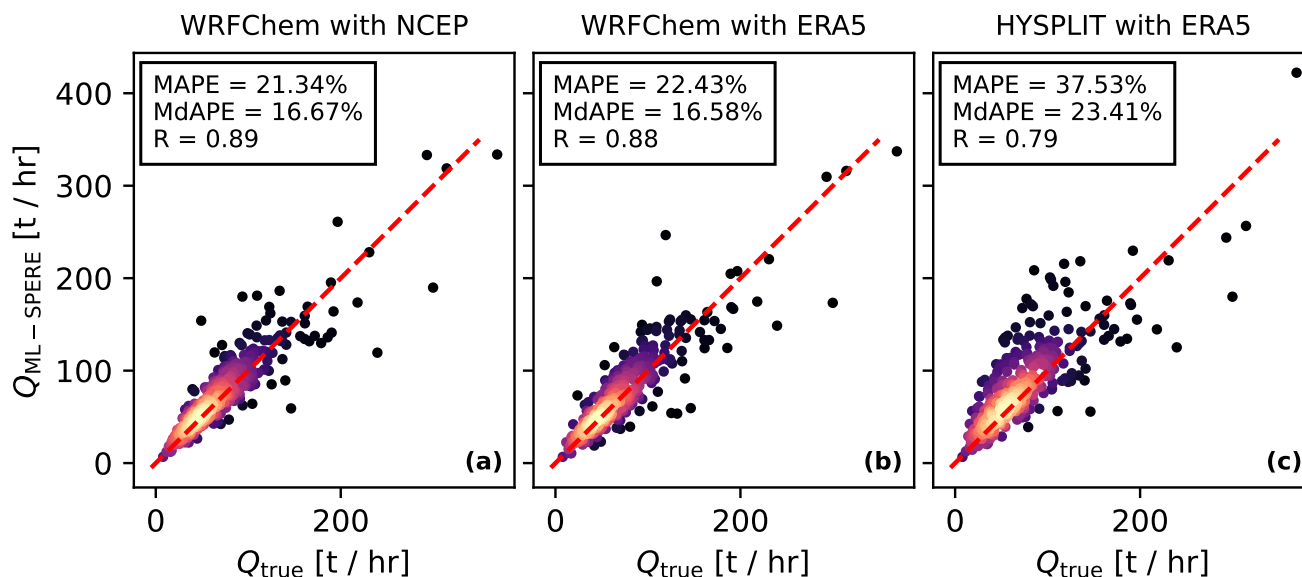 WRFChem with NCEP
WRFChem with ERA5
HYSPLIT with ERA5
MAPE = 21.34%
MdAPE = 16.67%
R = 0.89
MAPE = 22.43%
MdAPE = 16.58%
R = 0.88
MAPE = 37.53%
MdAPE = 23.41%
R = 0.79
Q_ML−SPERE [t / hr]
400
300
200
100
0
(a)
(b)
(c)
0 200
0 200
0 200
Q_true [t / hr]
Q_true [t / hr]
Q_true [t / hr]